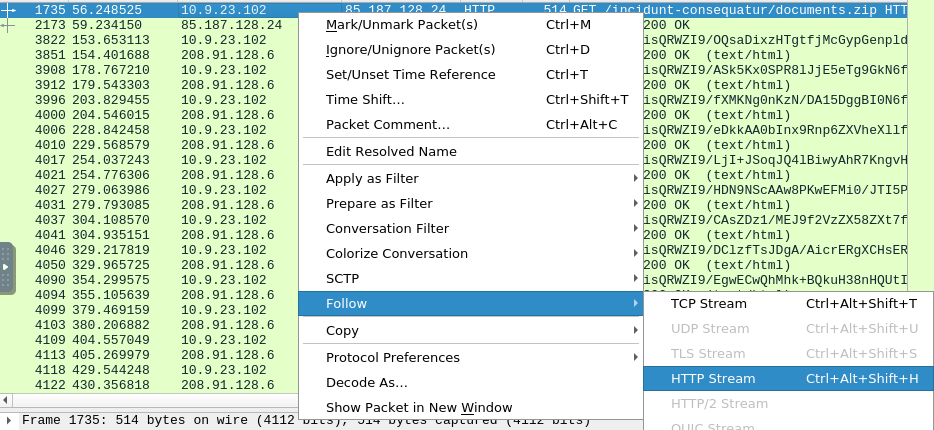 1735 56.248525 10.9.23.102 85.187.128.24 HTTP 514 GET /incidunt-consequatur/documents.zip HTT
2173 59.234150 85.187.128.24 200 OK
3822 153.653113 10.9.23.102 isQRWZI9/OQsaDixzHTgtfjMcGypGenpld
3851 154.401688 208.91.128.6 200 OK (text/html)
3908 178.767210 10.9.23.102 isQRWZI9/ASk5Kx0SPR8lJjE5eTg9GkN6f
3912 179.543303 208.91.128.6 200 OK (text/html)
3996 203.829455 10.9.23.102 isQRWZI9/fXMKNg0nKzN/DA15DggBI0N6f
4000 204.546015 208.91.128.6 200 OK (text/html)
4006 228.842458 10.9.23.102 isQRWZI9/eDkkAA0bInx9Rnp6ZXVheXllf
4010 229.568579 208.91.128.6 200 OK (text/html)
4017 254.037243 10.9.23.102 isQRWZI9/LjI+JSoqJQ4lBiwyAhR7KngvH
4021 254.776306 208.91.128.6 200 OK (text/html)
4027 279.063986 10.9.23.102 isQRWZI9/HDN9NScAAw8PKwEFMi0/JTI5P
4031 279.793085 208.91.128.6 200 OK (text/html)
4037 304.108570 10.9.23.102 isQRWZI9/CAsZDz1/MEJ9f2VzZX58ZXt7f
4041 304.935151 208.91.128.6 200 OK (text/html)
4046 329.217819 10.9.23.102 isQRWZI9/DClzfTsJDgA/AicrERgXCHsER
4050 329.965725 208.91.128.6 200 OK (text/html)
4090 354.299575 10.9.23.102 isQRWZI9/EgwECwQhMhk+BQkuH38nHQUtI
4094 355.105639 208.91.128.6
4099 379.469159 10.9.23.102
4103 380.206882 208.91.128.6
4109 404.557049 10.9.23.102
4113 405.269979 208.91.128.6
4118 429.544248 10.9.23.102
4122 430.356818 208.91.128.6
Mark/Unmark Packet(s) Ctrl+M
Ignore/Unignore Packet(s) Ctrl+D
Set/Unset Time Reference Ctrl+T
Time Shift… Ctrl+Shift+T
Packet Comment… Ctrl+Alt+C
Edit Resolved Name
Apply as Filter
Prepare as Filter
Conversation Filter
Colorize Conversation
SCTP
Follow
Copy
Protocol Preferences
Decode As…
Show Packet in New Window
TCP Stream Ctrl+Alt+Shift+T
UDP Stream Ctrl+Alt+Shift+U
TLS Stream Ctrl+Alt+Shift+S
HTTP Stream Ctrl+Alt+Shift+H
HTTP/2 Stream
QUIC Stream
Frame 1735: 514 bytes on wire (4112 bits), 514 bytes captured (4112 bits)